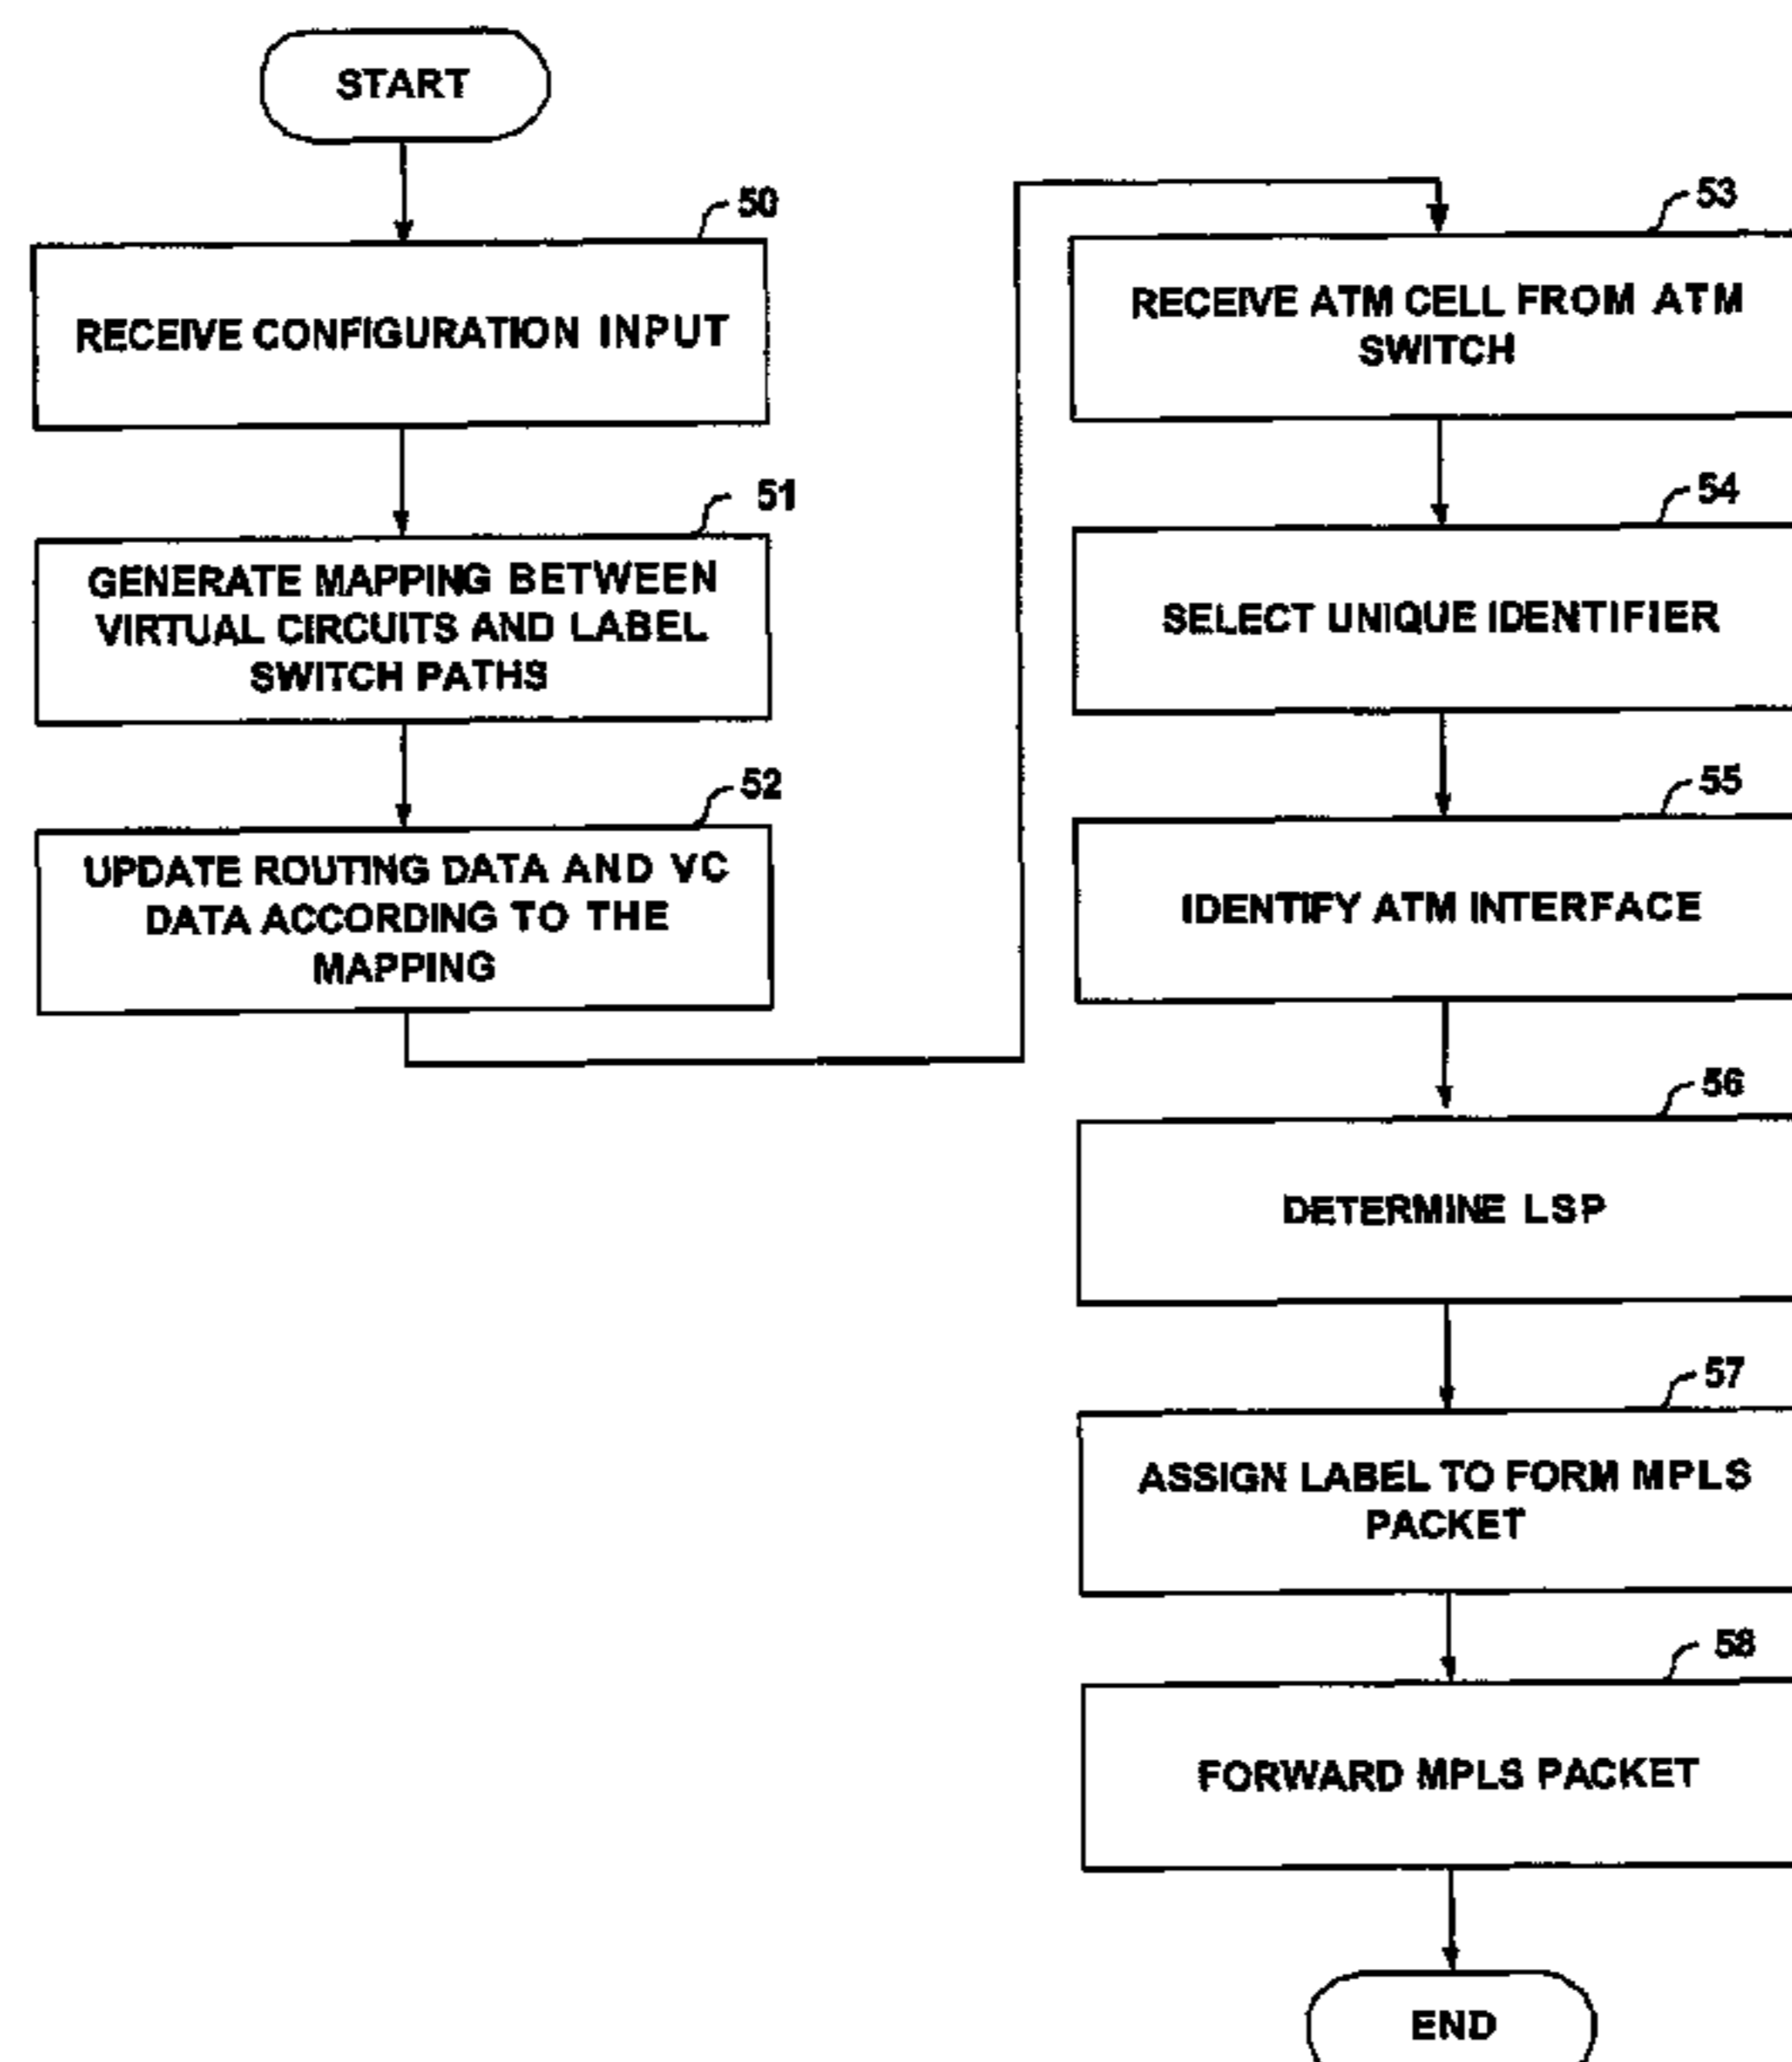 START
50
RECEIVE CONFIGURATION INPUT
51
GENERATE MAPPING BETWEEN
VIRTUAL CIRCUITS AND LABEL
SWITCH PATHS
52
UPDATE ROUTING DATA AND VC
DATA ACCORDING TO THE
MAPPING
53
RECEIVE ATM CELL FROM ATM
SWITCH
54
SELECT UNIQUE IDENTIFIER
55
IDENTIFY ATM INTERFACE
56
DETERMINE LSP
57
ASSIGN LABEL TO FORM MPLS
PACKET
58
FORWARD MPLS PACKET
END